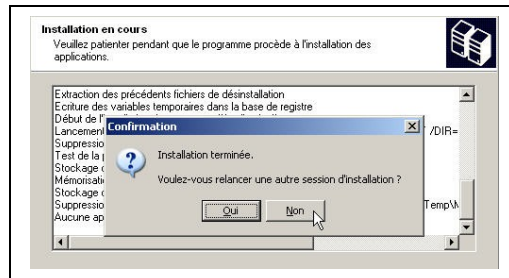 Installation en cours
Veuillez patienter pendant que le programme procède à l'installation des
applications.
Extraction des précédents fichiers de désinstallation
Ecriture des variables temporaires dans la base de registre
Début de
Lancement
/DIR=
Suppressio
Test de la
Stockage
Mémorisati
Stockage
Suppressio
Temp\
Aucune ap
Confirmation
Installation terminée.
Voulez-vous relancer une autre session d'installation ?
Oui
Non